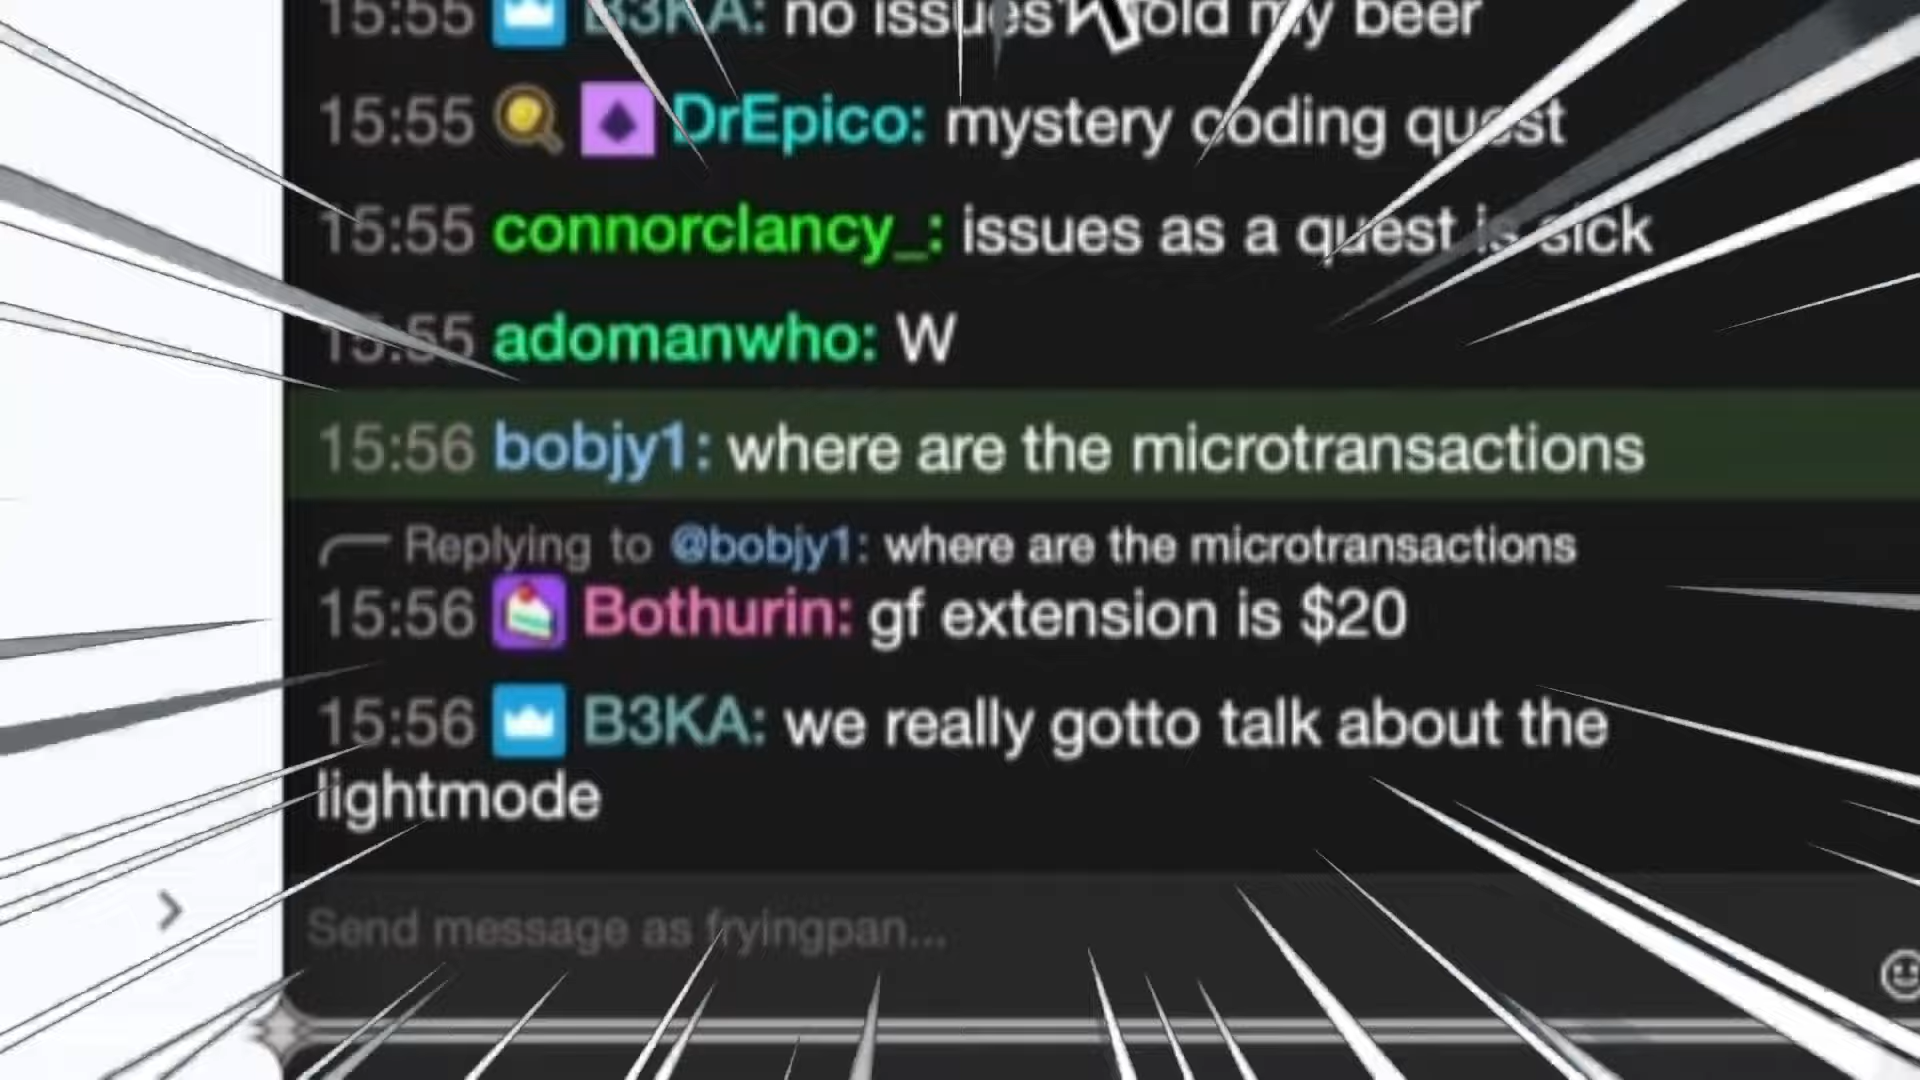 15:55 B3KA: no issues old my beer
15:55 DrEpico: mystery coding quest
15:55 connorclancy_: issues as a quest is sick
15:55 adomanwho: W
15:56 bobjy1: where are the microtransactions
Replying to @bobjy1: where are the microtransactions
15:56 Bothurin: gf extension is $20
15:56 B3KA: we really gotto talk about the
lightmode
Send message as fryingpan...